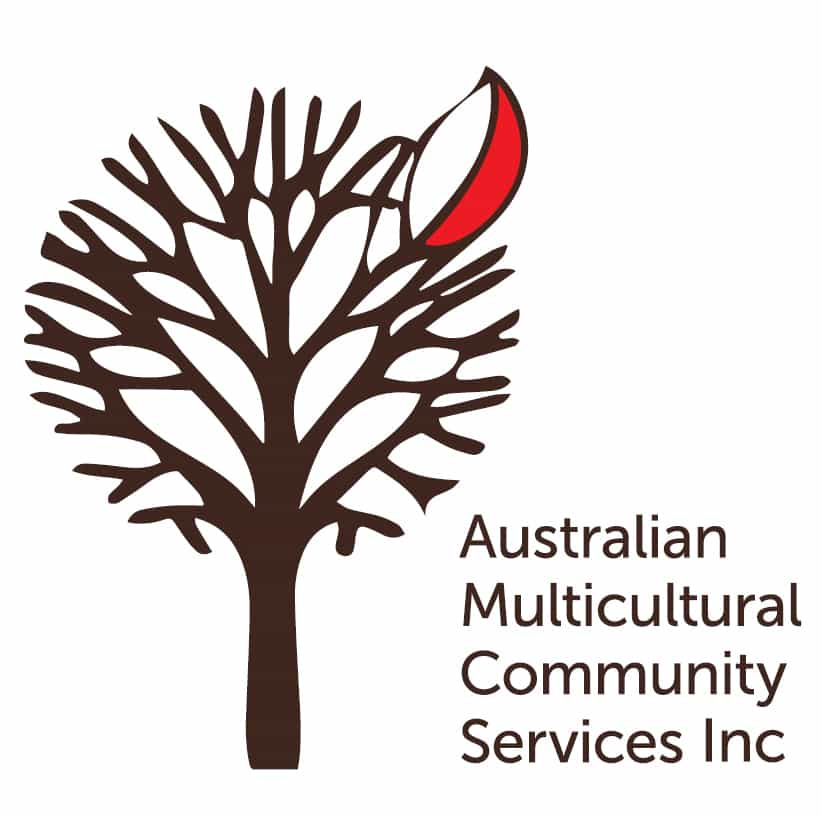 Australian
Multicultural
Community
Services Inc